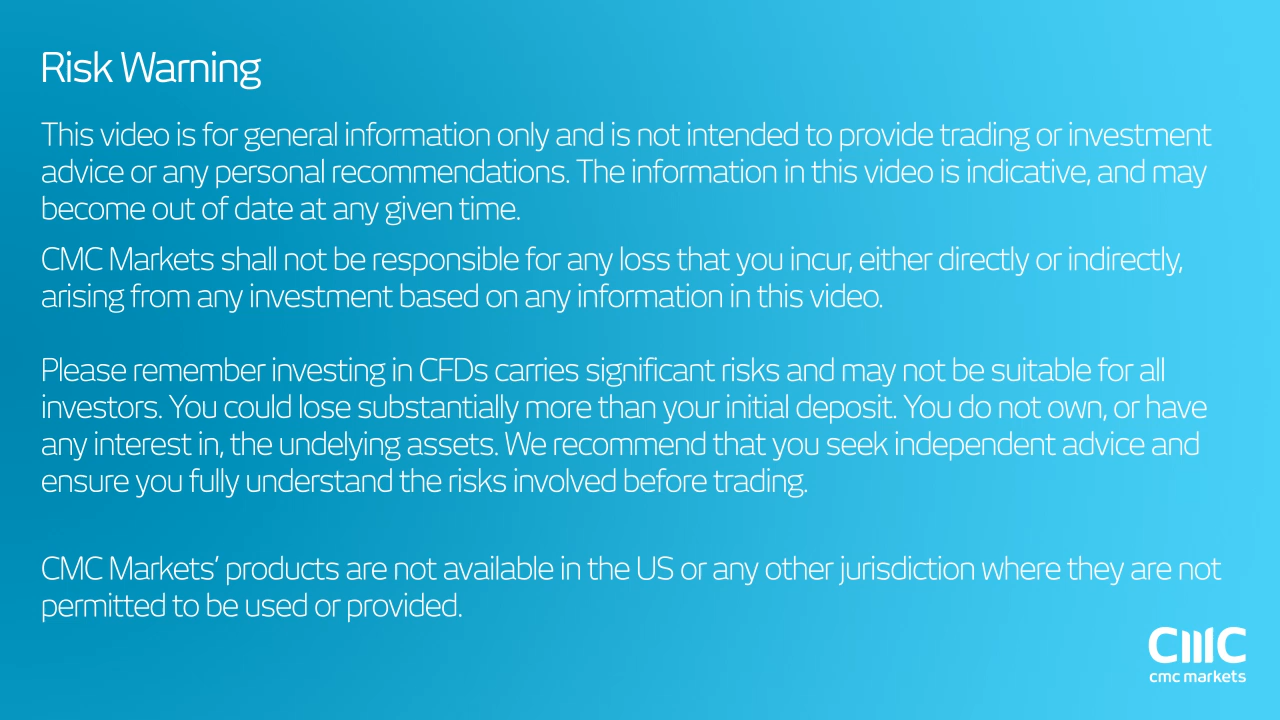 Risk Warning
This video is for general information only and is not intended to provide trading or investment
advice or any personal recommendations. The information in this video is indicative, and may
become out of date at any given time.
CMC Markets shall not be responsible for any loss that you incur, either directly or indirectly,
arising from any investment based on any information in this video.
Please remember investing in CFDs carries significant risks and may not be suitable for all
investors. You could lose substantially more than your initial deposit. You do not own, or have
any interest in, the undelying assets. We recommend that you seek independent advice and
ensure you fully understand the risks involved before trading.
CMC Markets’ products are not available in the US or any other jurisdiction where they are not
permitted to be used or provided.
CMC
cmc markets